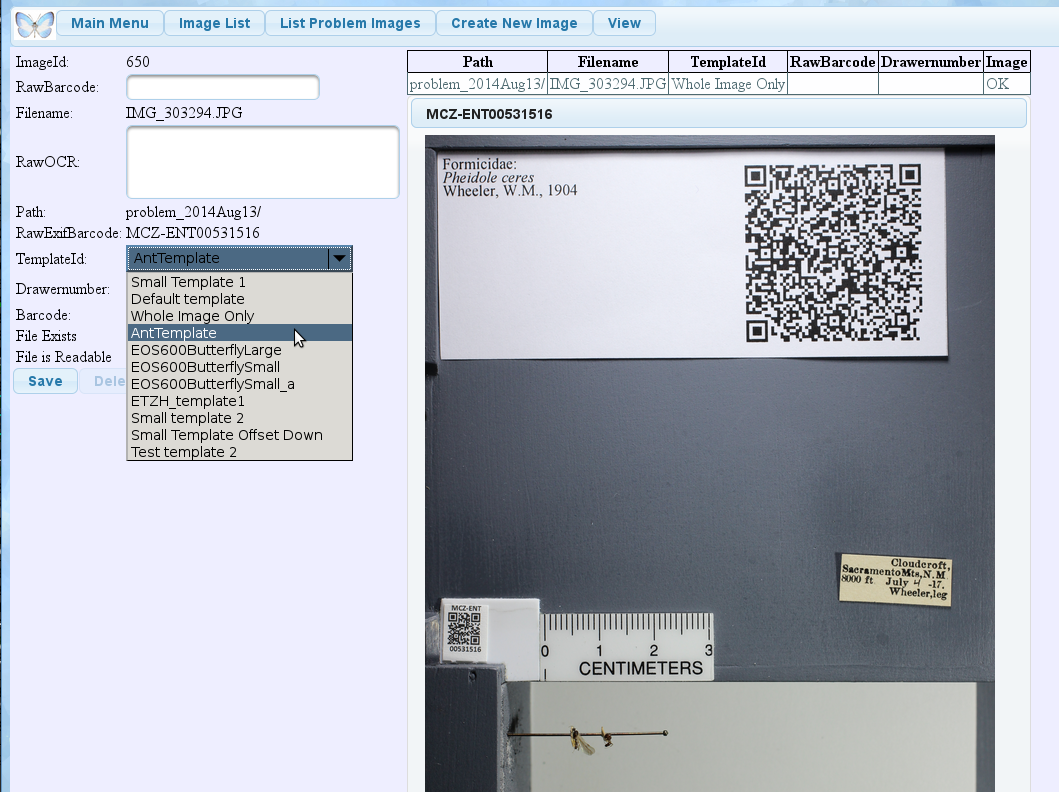 Main Menu
Image List
List Problem Images
Create New Image
View
ImageId: 650
RawBarcode:
Filename: IMG_303294.JPG
RawOCR:
Path: problem_2014Aug13/
RawExifBarcode: MCZ-ENT00531516
TemplateId: AntTemplate
Small Template 1
Default template
Whole Image Only
AntTemplate
EOS600ButterflyLarge
EOS600ButterflySmall
EOS600ButterflySmall_a
ETZH_template1
Small template 2
Small Template Offset Down
Test template 2
Drawernumber:
Barcode:
File Exists
File is Readable
Save Dele
Path Filename TemplateId RawBarcode Drawernumber Image
problem_2014Aug13/ IMG_303294.JPG Whole Image Only OK
MCZ-ENT00531516
Formicidae:
Pheidole ceres
Wheeler, W.M., 1904
Cloudcroft,
SacramentoMts,N.M
8000 ft July 4 -17.
Wheeler,leg
MCZ-ENT
00531516
0 1 2 3
CENTIMETERS